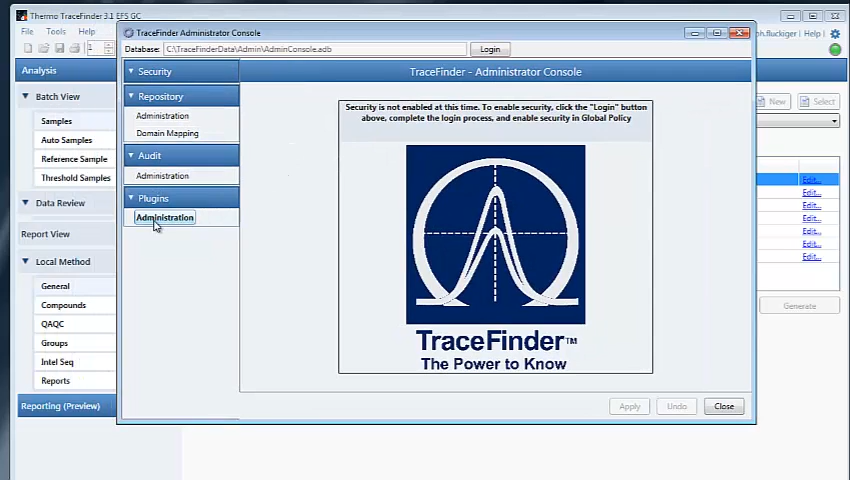 Thermo TraceFinder 3.1 EFS GC
File Tools Help
1
ph.fluckiger | Help |
Analysis
Batch View
Samples
Auto Samples
Reference Sample
Threshold Samples
Data Review
Report View
Local Method
General
Compounds
QAQC
Groups
Intel Seq
Reports
Reporting (Preview)
TraceFinder Administrator Console
Database: C:\TraceFinderData\Admin\AdminConsole.adb Login
Security
Repository
Administration
Domain Mapping
Audit
Administration
Plugins
Administration
TraceFinder - Administrator Console
Security is not enabled at this time. To enable security, click the "Login" button
above, complete the login process, and enable security in Global Policy
TraceFinder™
The Power to Know
Apply Undo Close
New Select
Edit...
Edit...
Edit...
Edit...
Edit...
Edit...
Edit...
Generate